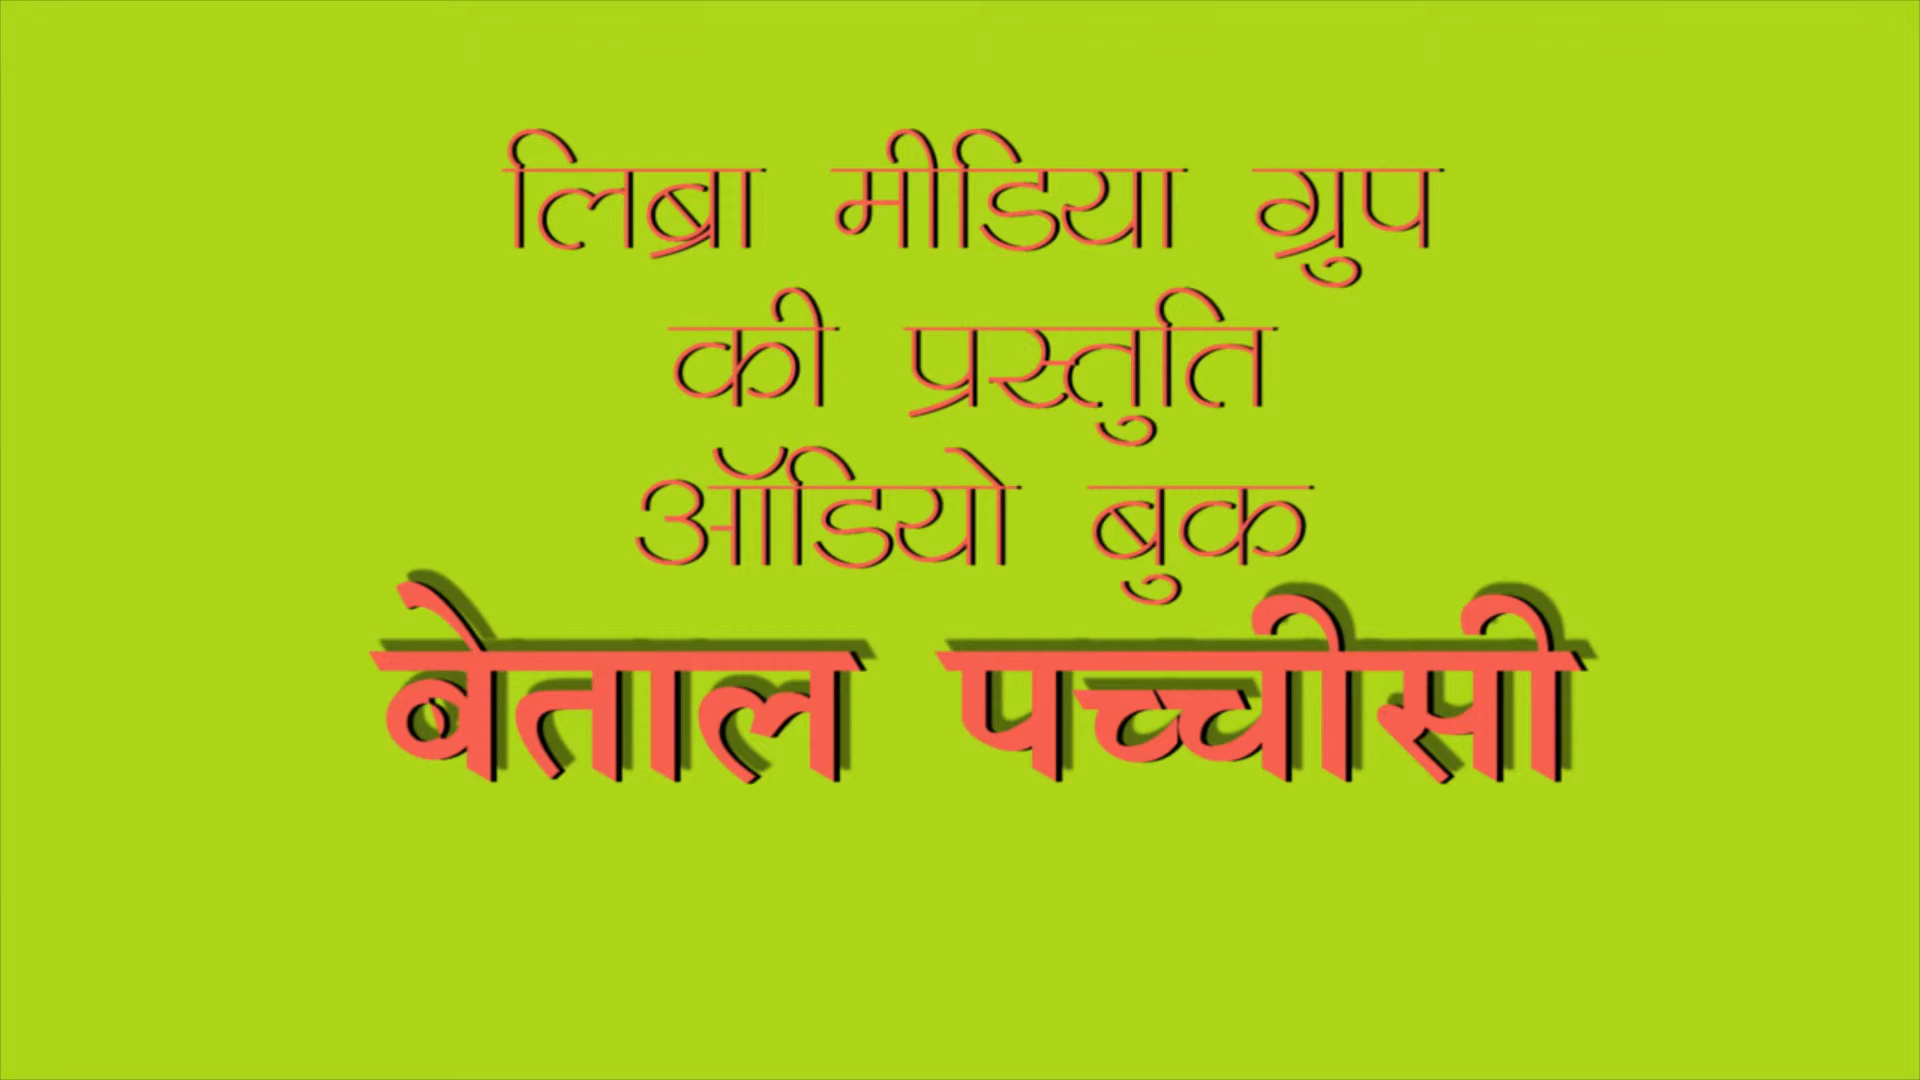 लिब्रा मीडिया ग्रुप
की प्रस्तुति
ऑडियो बुक
बेताल पच्चीसी